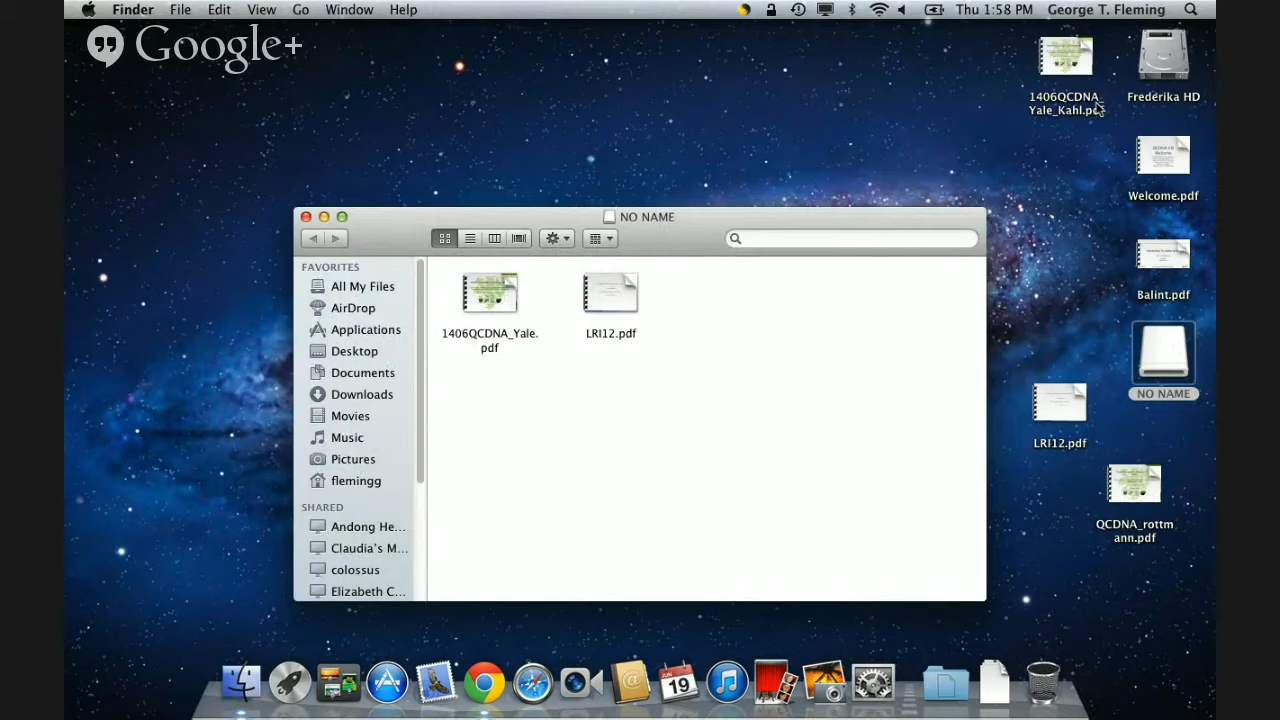 Finder File Edit View Go Window Help Thu 1:58 PM George T. Fleming
Google+
1406QCDNA_
Yale_Kahl.pdf
Frederika HD
Welcome.pdf
Balint.pdf
NO NAME
LRI12.pdf
QCDNA_rottm
ann.pdf
NO NAME
FAVORITES
All My Files
AirDrop
Applications
Desktop
Documents
Downloads
Movies
Music
Pictures
flemingg
SHARED
Andong He...
Claudia's M...
colossus
Elizabeth C...
1406QCDNA_Yale.
pdf
LRI12.pdf
19